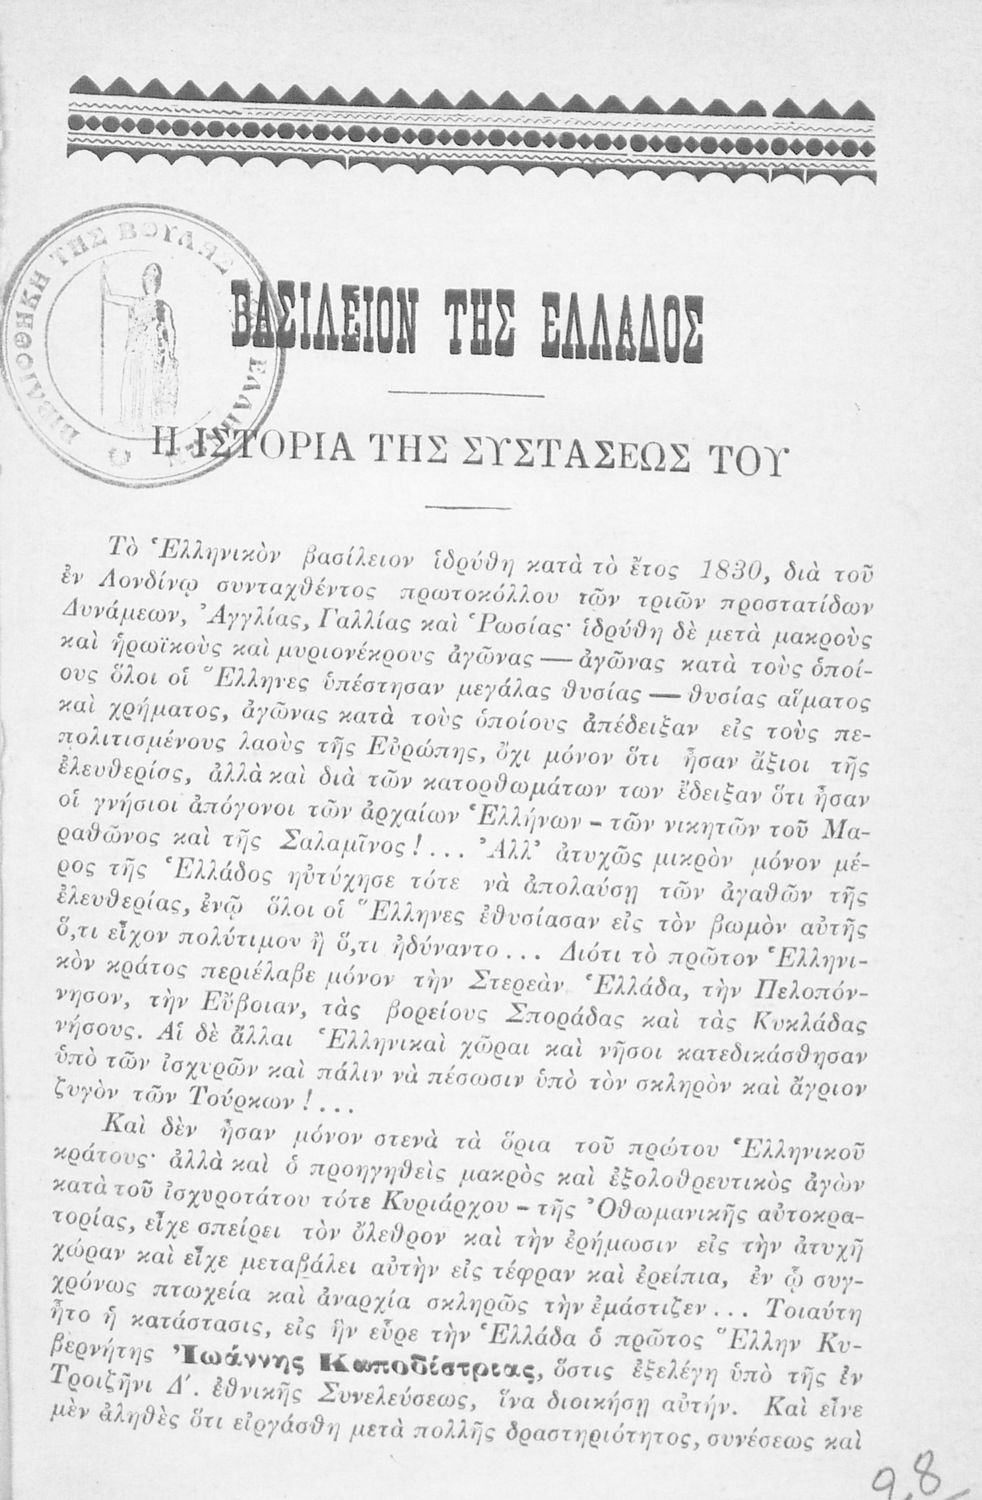 ΒΙΒΛΙΟΘΗΚΗ ΤΗΣ ΒΟΥΛΗΣ
ΒΑΣΙΛΕΙΟΝ ΤΗΣ ΕΛΛΑΔΟΣ
Η ΙΣΤΟΡΙΑ ΤΗΣ ΣΥΣΤΑΣΕΩΣ ΤΟΥ
Τὸ Ἑλληνικὸν βασίλειον ἱδρύθη κατὰ τὸ ἔτος 1830, διὰ τοῦ
ἐν Λονδίνῳ συνταχθέντος πρωτοκόλλου τῶν τριῶν προστατίδων
Δυνάμεων, Ἀγγλίας, Γαλλίας καὶ Ῥωσίας· ἱδρύθη δὲ μετὰ μακροὺς
καὶ ἡρωϊκοὺς καὶ μυριονέκρους ἀγῶνας — ἀγῶνας κατὰ τοὺς ὁποί-
ους ὅλοι οἱ Ἕλληνες ὑπέστησαν μεγάλας θυσίας — θυσίας αἵματος
καὶ χρήματος, ἀγῶνας κατὰ τοὺς ὁποίους ἀπέδειξαν εἰς τοὺς πε-
πολιτισμένους λαοὺς τῆς Εὐρώπης, ὄχι μόνον ὅτι ἦσαν ἄξιοι τῆς
ἐλευθερίσς, ἀλλὰ καὶ διὰ τῶν κατορθωμάτων των ἔδειξαν ὅτι ἦσαν
οἱ γνήσιοι ἀπόγονοι τῶν ἀρχαίων Ἑλλήνων – τῶν νικητῶν τοῦ Μα-
ραθῶνος καὶ τῆς Σαλαμῖνος!... Ἀλλ' ἀτυχῶς μικρὸν μόνον μέ-
ρος τῆς Ἑλλάδος ηὐτύχησε τότε νὰ ἀπολαύσῃ τῶν ἀγαθῶν τῆς
ἐλευθερίας, ἐνῷ ὅλοι οἱ Ἕλληνες ἐθυσίασαν εἰς τὸν βωμὸν αὐτῆς
ὅ,τι εἶχον πολύτιμον ἢ ὅ,τι ἠδύναντο... Διότι τὸ πρῶτον Ἑλληνι-
κὸν κράτος περιέλαβε μόνον τὴν Στερεὰν Ἑλλάδα, τὴν Πελοπόν-
νησον, τὴν Εὔβοιαν, τὰς βορείους Σποράδας καὶ τὰς Κυκλάδας
νήσους. Αἱ δὲ ἄλλαι Ἑλληνικαὶ χῶραι καὶ νῆσοι κατεδικάσθησαν
ὑπὸ τῶν ἰσχυρῶν καὶ πάλιν νὰ πέσωσιν ὑπὸ τὸν σκληρὸν καὶ ἄγριον
ζυγὸν τῶν Τούρκων!...
Καὶ δὲν ἦσαν μόνον στενὰ τὰ ὅρια τοῦ πρώτου Ἑλληνικοῦ
κράτους· ἀλλὰ καὶ ὁ προηγηθεὶς μακρὸς καὶ ἐξολοθρευτικὸς ἀγὼν
κατὰ τοῦ ἰσχυροτάτου τότε Κυριάρχου – τῆς Ὀθωμανικῆς αὐτοκρα-
τορίας, εἶχε σπείρει τὸν ὄλεθρον καὶ τὴν ἐρήμωσιν εἰς τὴν ἀτυχῆ
χώραν καὶ εἶχε μεταβάλει αὐτὴν εἰς τέφραν καὶ ἐρείπια, ἐν ᾧ συγ-
χρόνως πτωχεία καὶ ἀναρχία σκληρῶς τὴν ἐμάστιζεν... Τοιαύτη
ἦτο ἡ κατάστασις, εἰς ἣν εὗρε τὴν Ἑλλάδα ὁ πρῶτος Ἕλλην Κυ-
βερνήτης Ἰωάννης Καποδίστριας, ὅστις ἐξελέγη ὑπὸ τῆς ἐν
Τροιζῆνι Δ'. ἐθνικῆς Συνελεύσεως, ἵνα διοικήσῃ αὐτήν. Καὶ εἶνε
μὲν ἀληθὲς ὅτι εἰργάσθη μετὰ πολλῆς δραστηριότητος, συνέσεως καὶ
98